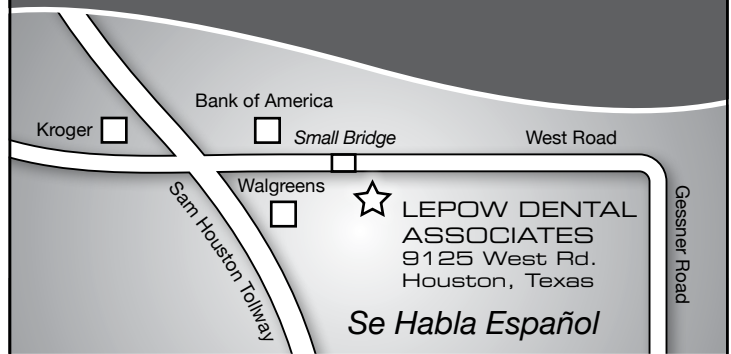 Bank of America
Kroger
Small Bridge
West Road
Walgreens
Sam Houston Tollway
LEPOW DENTAL
ASSOCIATES
9125 West Rd.
Houston, Texas
Gessner Road
Se Habla Español